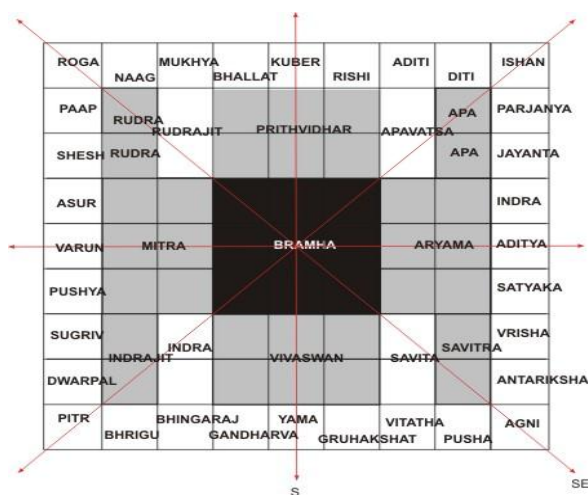 ROGA MUKHYA KUBER ADITI ISHAN
NAAG BHALLAT RISHI DITI
PAAP RUDRA RUDRAJIT PRITHVIDHAR APAVATSA APA PARJANYA
SHESH RUDRA APA JAYANTA
ASUR INDRA
VARUN MITRA BRAMHA ARYAMA ADITYA
PUSHYA SATYAKA
SUGRIV INDRA VRISHA
INDRAJIT VIVASWAN SAVITA SAVITRA
DWARPAL ANTARIKSHA
PITR BHINGARAJ YAMA VITATHA AGNI
BHRIGU GANDHARVA GRUHAKSHAT PUSHA
S SE